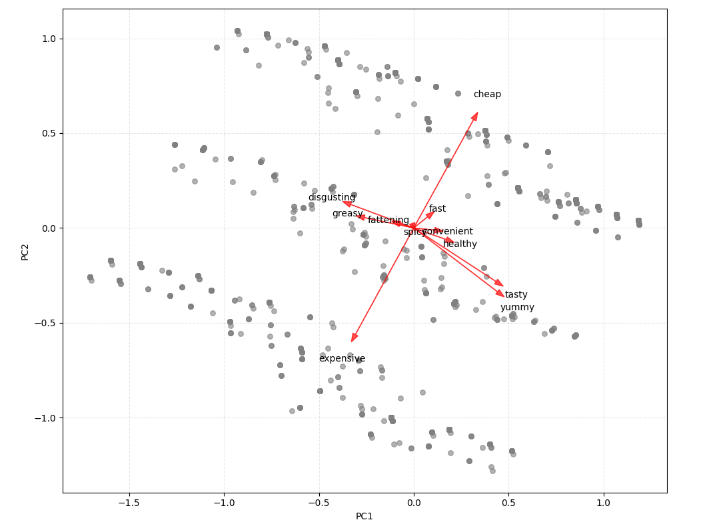 1.0
0.5
0.0
−0.5
−1.0
PC2
cheap
disgusting
greasy
fast
fattening
spicy
convenient
healthy
tasty
yummy
expensive
−1.5
−1.0
−0.5
0.0
0.5
1.0
PC1